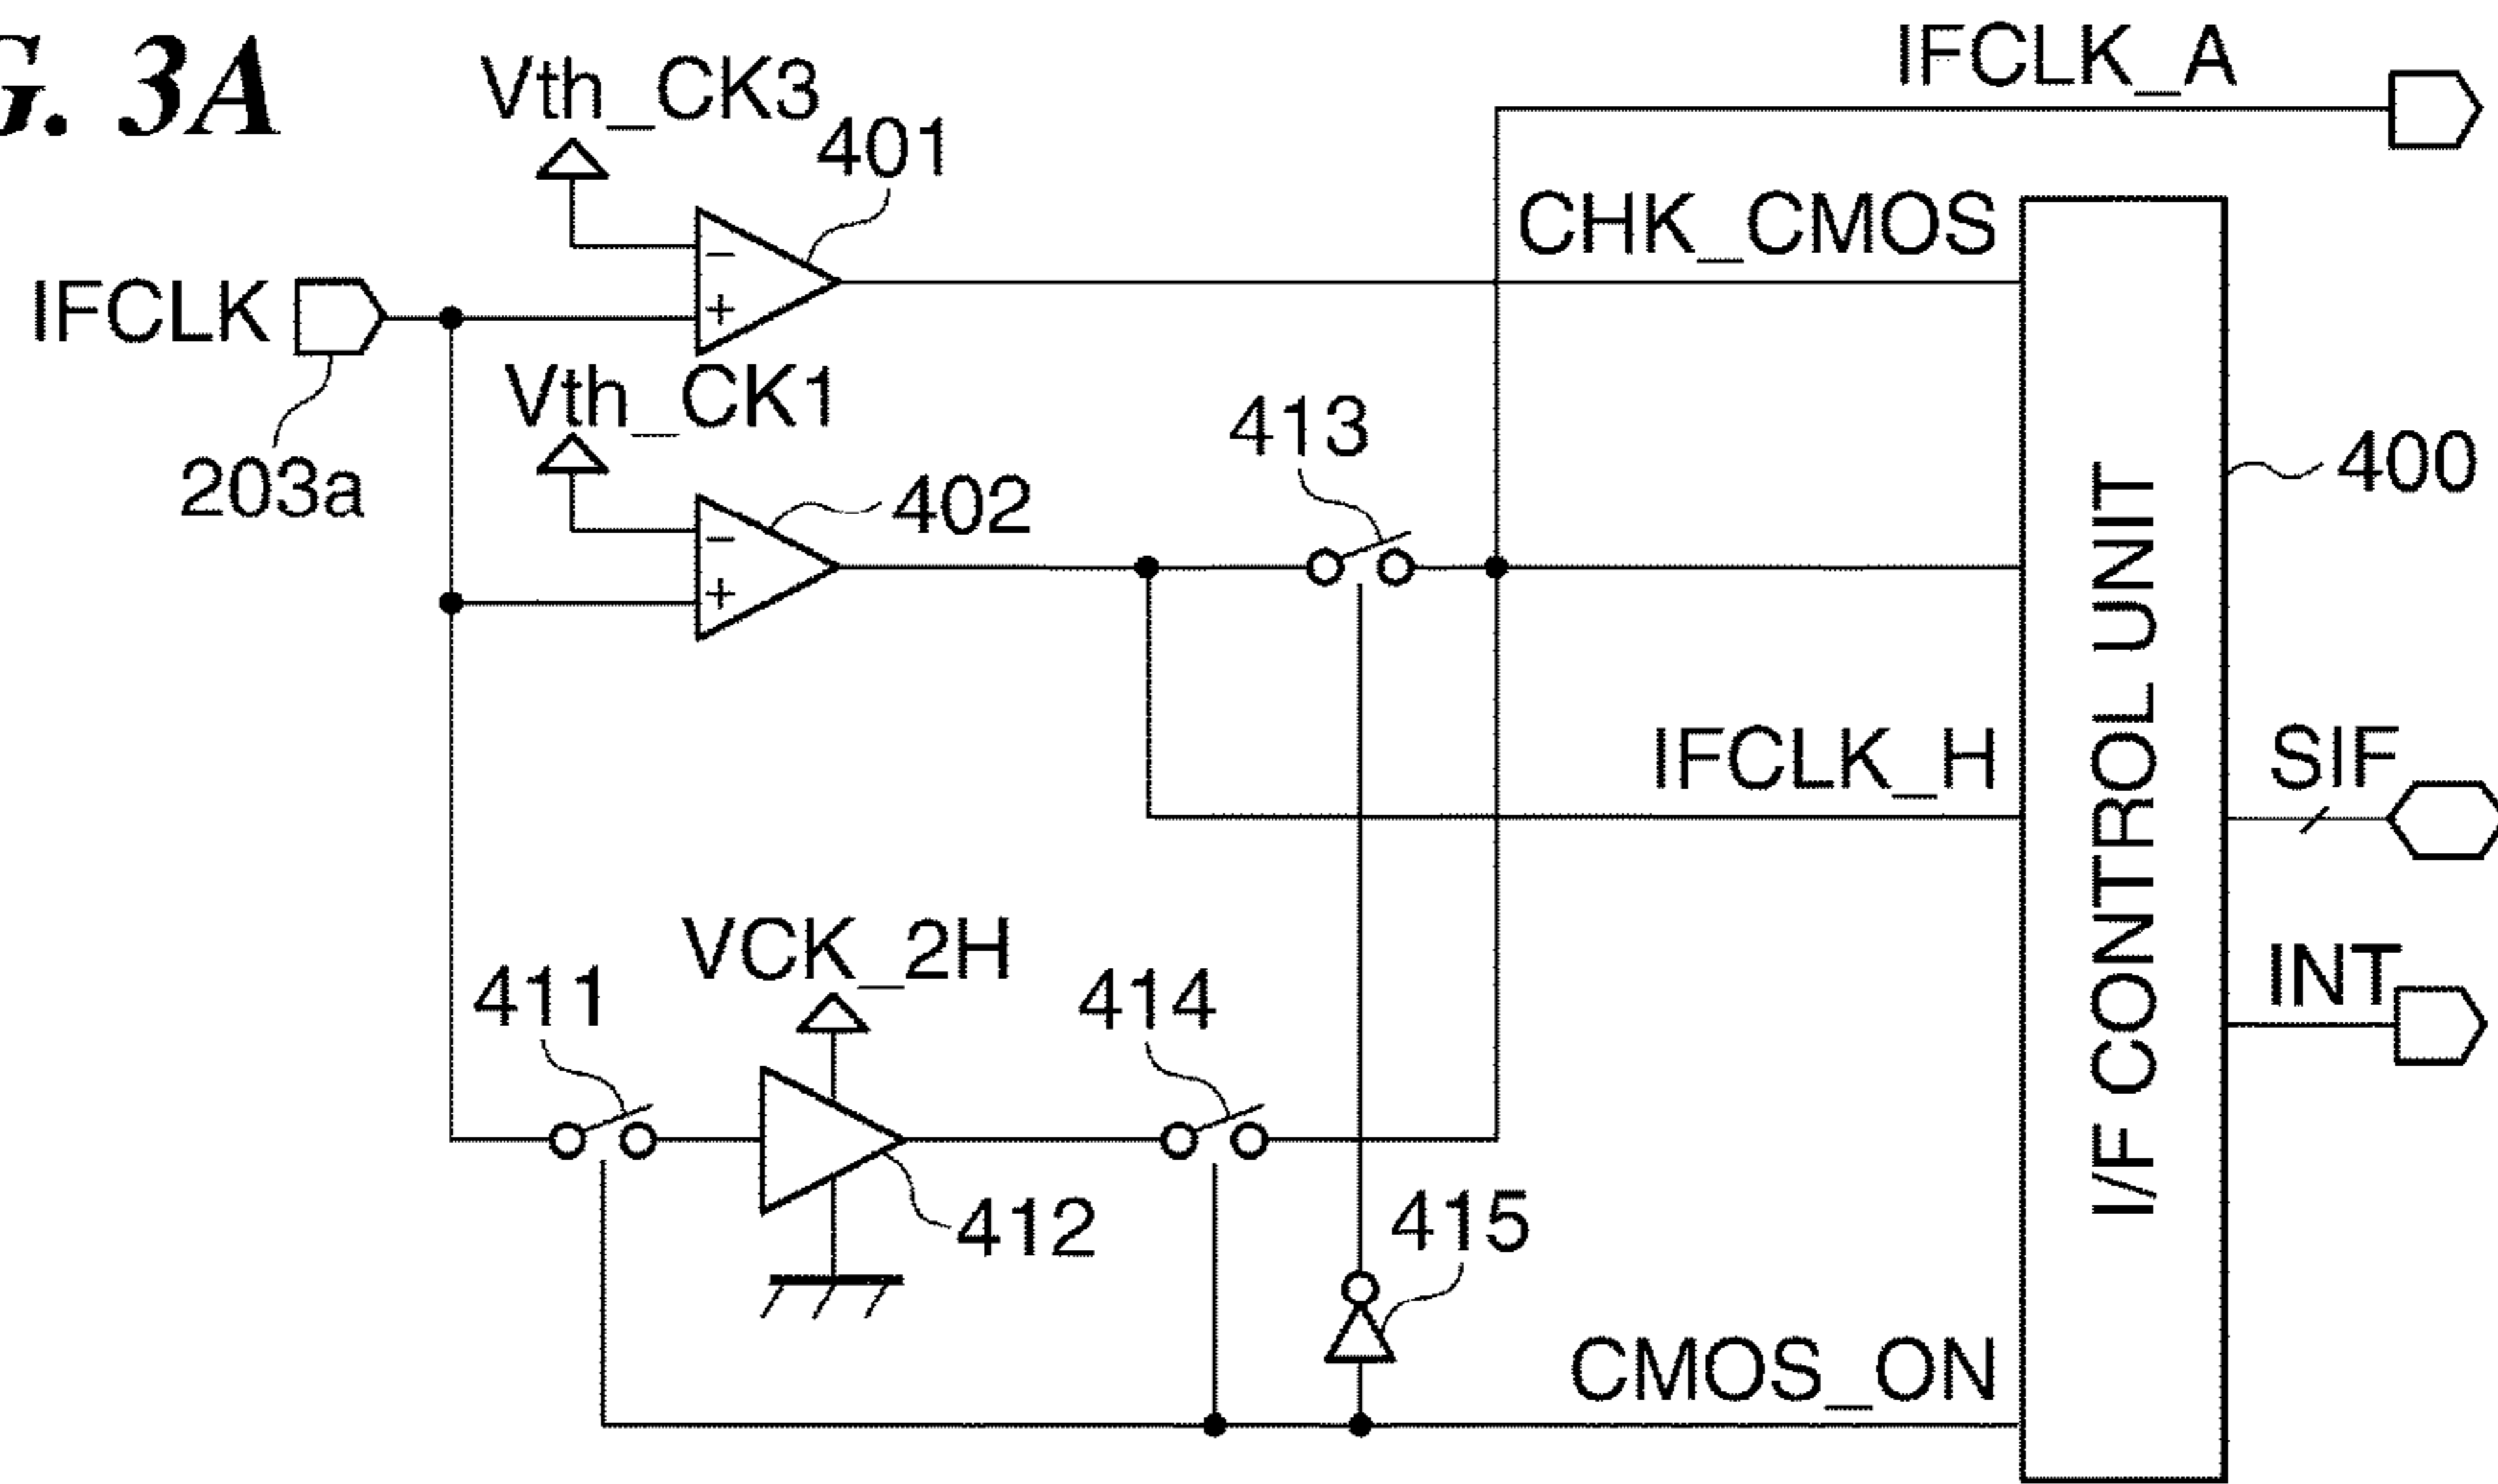 G. 3A
IFCLK_A
Vth_CK3
401
CHK_CMOS
IFCLK
203a
Vth_CK1
413
402
400
I/F CONTROL UNIT
IFCLK_H
SIF
VCK_2H
411
414
INT
412
415
CMOS_ON